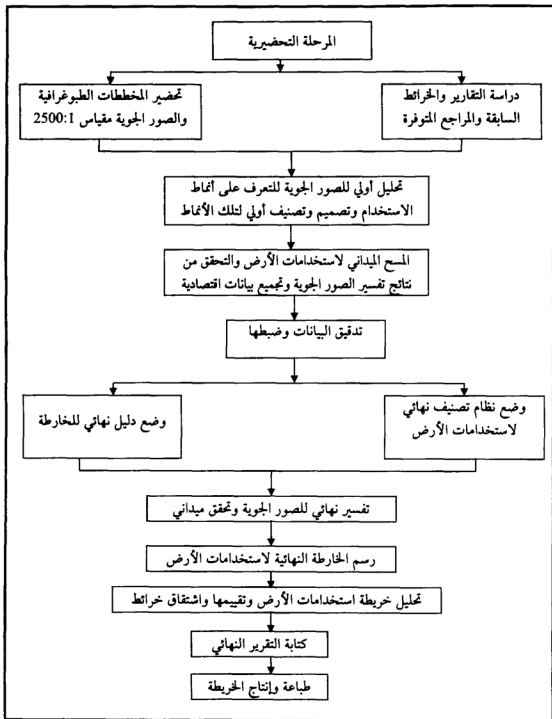 المرحلة التحضيرية
دراسة التقارير والخرائط
السابقة والمراجع المتوفرة
تحضير المخططات الطبوغرافية
والصور الجوية مقياس 2500:1
تحليل أولي للصور الجوية للتعرف على أنماط
الاستخدام وتصميم وتصنيف أولي لتلك الأنماط
المسح الميداني لاستخدامات الأرض والتحقق من
نتائج تفسير الصور الجوية وتجميع بيانات اقتصادية
تدقيق البيانات وضبطها
وضع نظام تصنيف نهائي
لاستخدامات الأرض
وضع دليل نهائي للخارطة
تفسير نهائي للصور الجوية وتحقق ميداني
رسم الخارطة النهائية لاستخدامات الأرض
تحليل خريطة استخدامات الأرض وتقييمها واشتقاق خرائط
كتابة التقرير النهائي
طباعة وإنتاج الخريطة